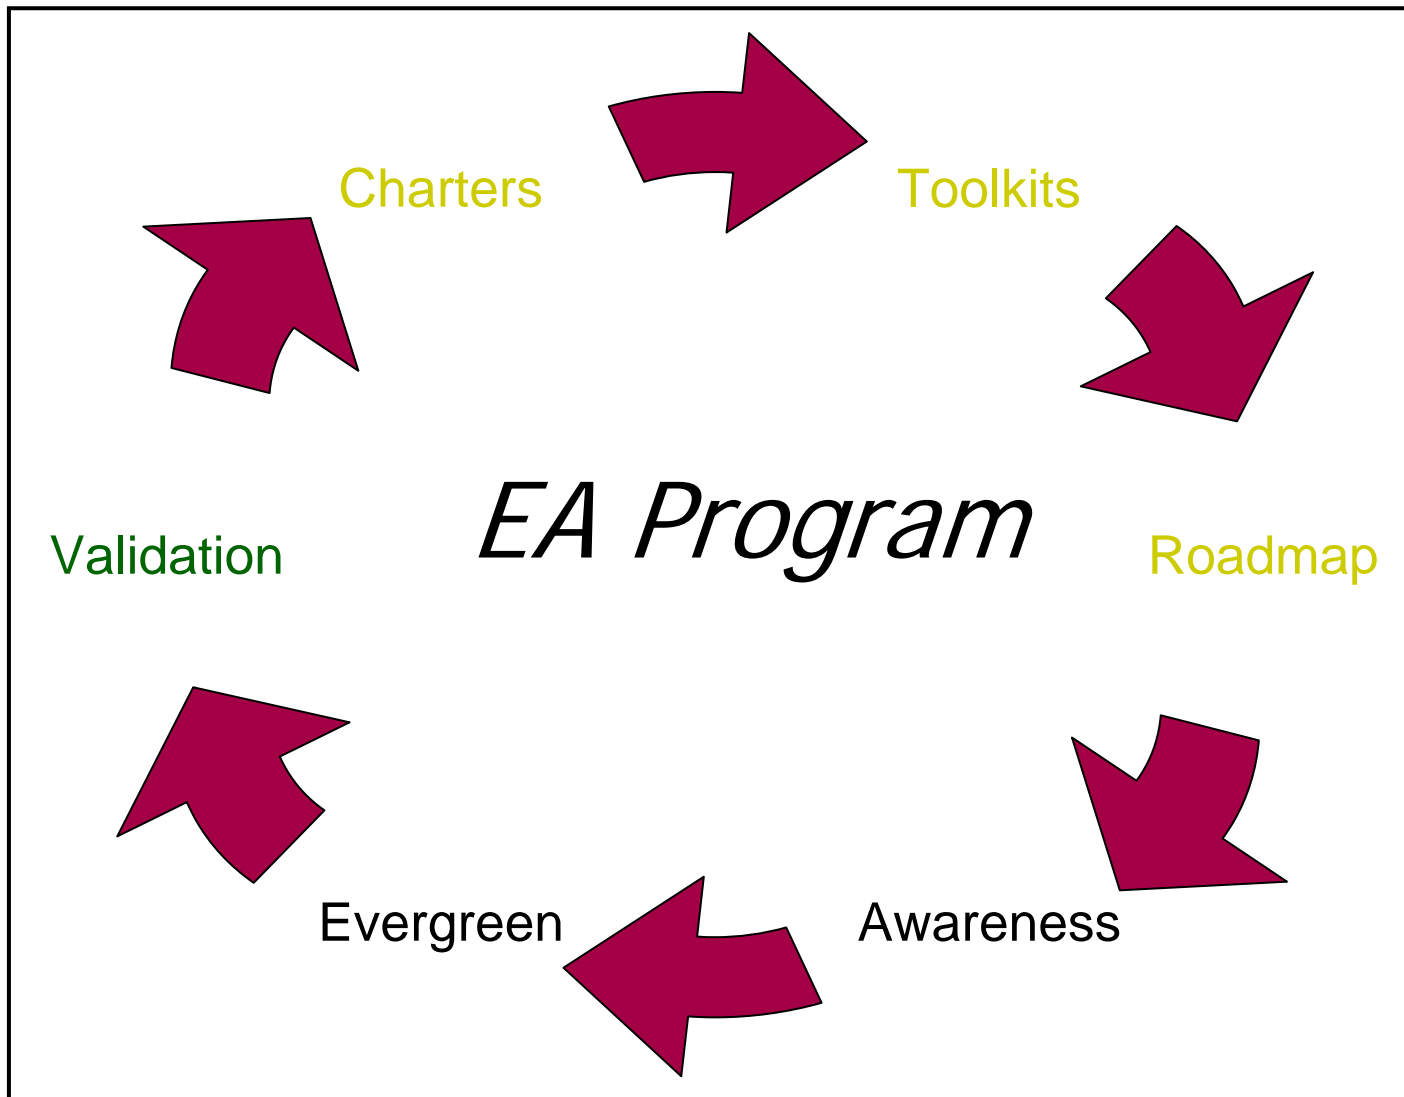 Charters
Toolkits
EA Program
Validation
Roadmap
Evergreen
Awareness